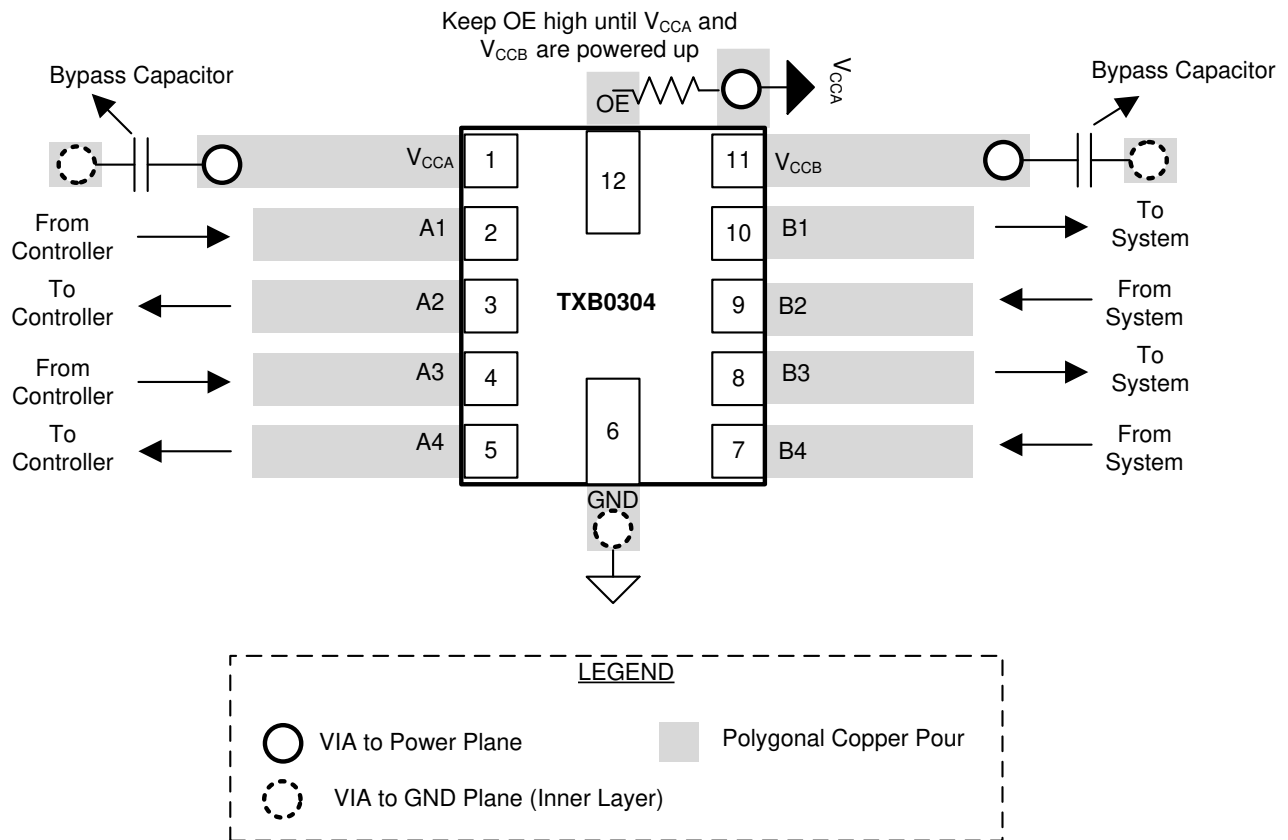 Keep OE high until VCCA and
VCCB are powered up
Bypass Capacitor
Bypass Capacitor
OE
VCCA
VCCA
1
12
11
VCCB
From
Controller
A1
2
10
B1
To
System
To
Controller
A2
3
TXB0304
9
B2
From
System
From
Controller
A3
4
8
B3
To
System
To
Controller
A4
5
6
7
B4
From
System
GND
LEGEND
VIA to Power Plane
Polygonal Copper Pour
VIA to GND Plane (Inner Layer)